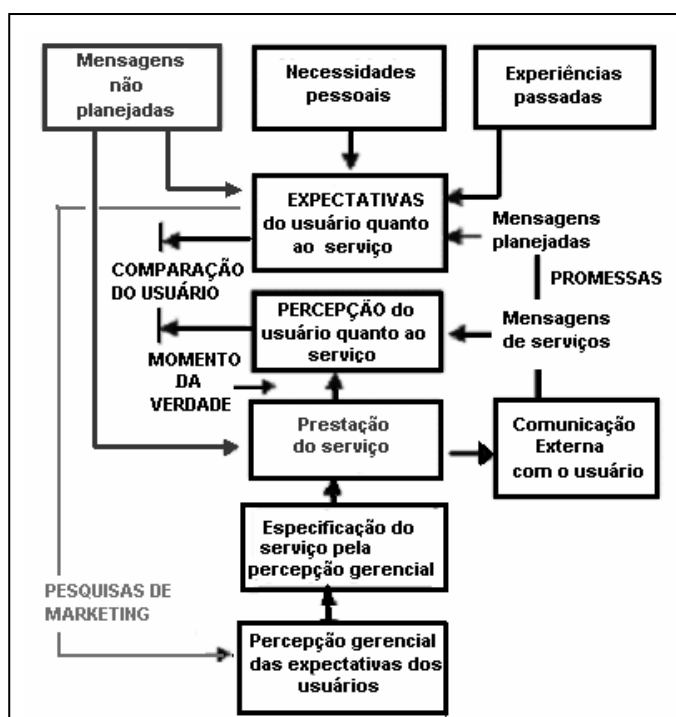 Mensagens
não
planejadas
Necessidades
pessoais
Experiências
passadas
EXPECTATIVAS
do usuário quanto
ao serviço
Mensagens
planejadas
COMPARAÇÃO
DO USUÁRIO
PROMESSAS
PERCEPÇÃO do
usuário quanto ao
serviço
Mensagens
de serviços
MOMENTO
DA
VERDADE
Prestação
do serviço
Comunicação
Externa
com o usuário
Especificação do
serviço pela
percepção gerencial
PESQUISAS DE
MARKETING
Percepção gerencial
das expectativas dos
usuários